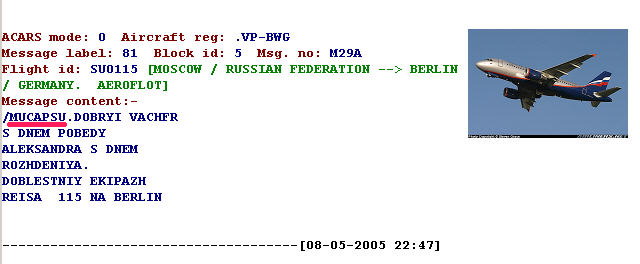 ACARS mode: O  Aircraft reg: .VP-BWG
Message label: 81  Block id: 5  Msg. no: M29A
Flight id: SU0115 [MOSCOW / RUSSIAN FEDERATION --> BERLIN
/ GERMANY.  AEROFLOT]
Message content:-
/MUCAPSU.DOBRYI VACHFR
S DNEM POBEDY
ALEKSANDRA S DNEM
ROZHDENIYA.
DOBLESTNIY EKIPAZH
REISA  115 NA BERLIN
-------------------------------------[08-05-2005 22:47]